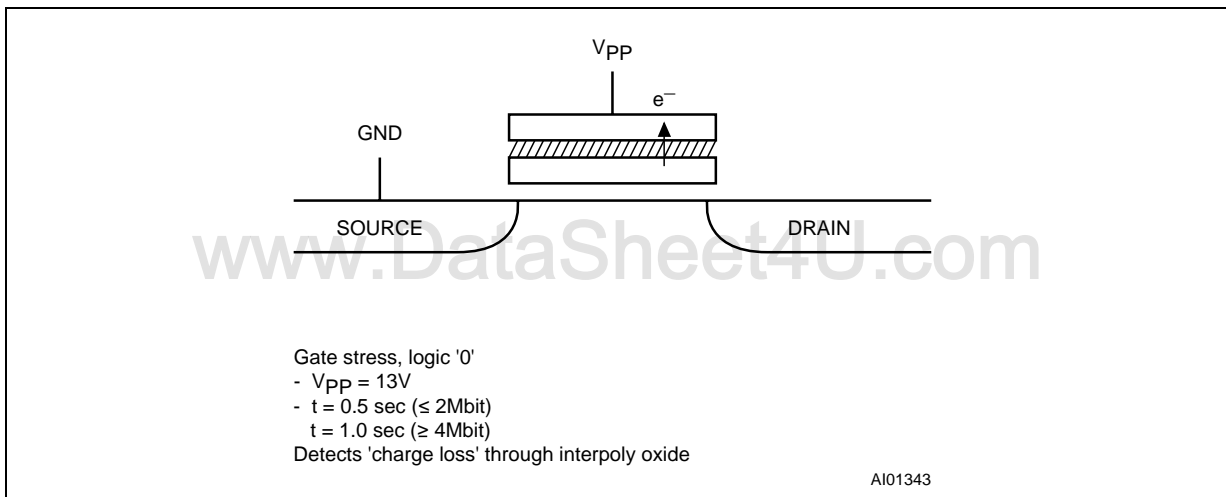 VPP
e–
GND
SOURCE
DRAIN
www.DataSheet4U.com
Gate stress, logic '0'
- VPP = 13V
- t = 0.5 sec (≤ 2Mbit)
t = 1.0 sec (≥ 4Mbit)
Detects 'charge loss' through interpoly oxide
AI01343